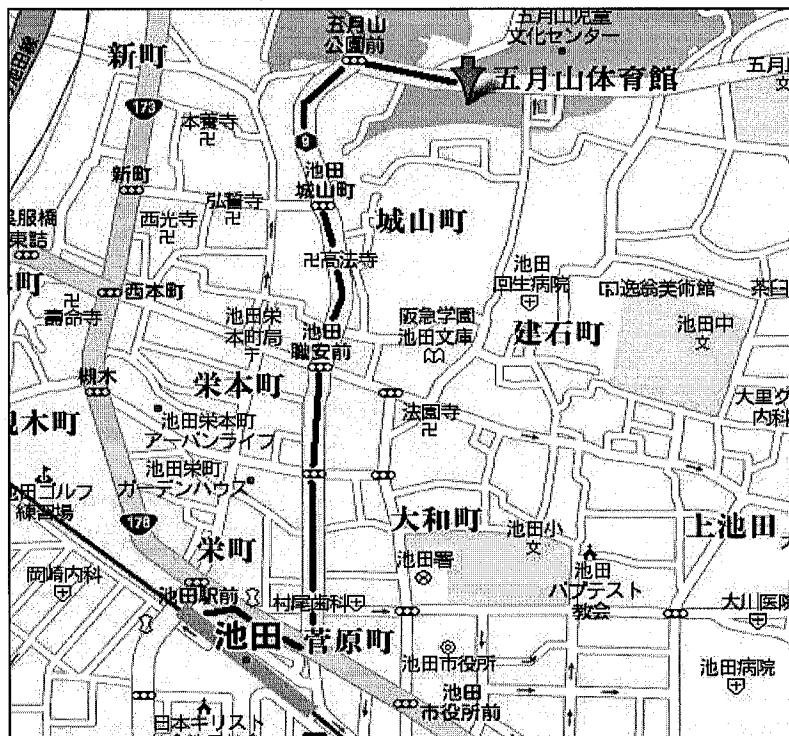 五月山
公園前
五月山児童
文化センター
新町
五月山体育館
173
本養寺
9
池田
城山町
新町
弘誓寺
城山町
西光寺
呉服橋
東詰
高法寺
池田
回生病院
逸翁美術館
西本町
壽命寺
池田栄
本町局
池田
職安前
阪急学園
池田文庫
建石町
池田中
槻木
栄本町
法園寺
池田栄本町
アーバンライフ
池田栄町
ガーデンハウス
池田ゴルフ
練習場
大和町
池田小
上池田
栄町
池田署
池田
バプテスト
教会
岡崎内科
池田駅前
村尾歯科
大川医院
池田
菅原町
池田市役所
池田病院
池田
市役所前
日本キリスト